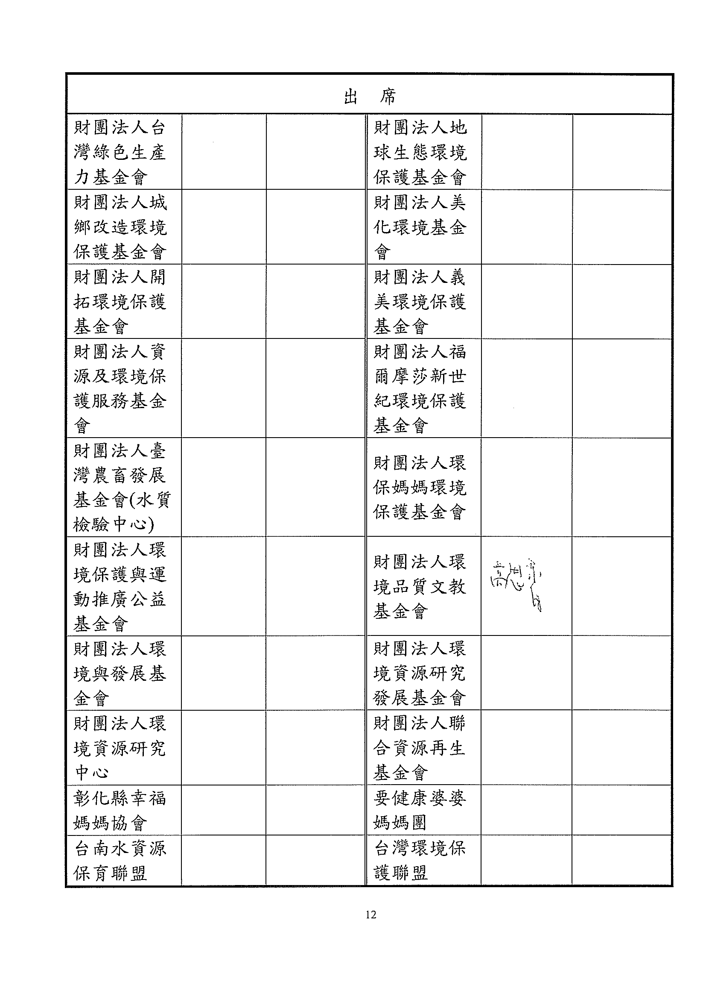 出 席
財團法人台
灣綠色生產
力基金會
財團法人地
球生態環境
保護基金會
財團法人城
鄉改造環境
保護基金會
財團法人美
化環境基金
會
財團法人開
拓環境保護
基金會
財團法人義
美環境保護
基金會
財團法人資
源及環境保
護服務基金
會
財團法人福
爾摩莎新世
紀環境保護
基金會
財團法人臺
灣農畜發展
基金會(水質
檢驗中心)
財團法人環
保媽媽環境
保護基金會
財團法人環
境保護與運
動推廣公益
基金會
財團法人環
境品質文教
基金會
財團法人環
境與發展基
金會
財團法人環
境資源研究
發展基金會
財團法人環
境資源研究
中心
財團法人聯
合資源再生
基金會
彰化縣幸福
媽媽協會
要健康婆婆
媽媽團
台南水資源
保育聯盟
台灣環境保
護聯盟
12